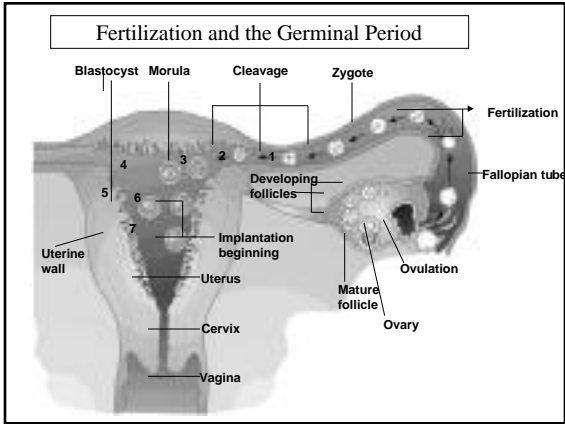 Fertilization and the Germinal Period
Blastocyst Morula Cleavage Zygote
Fertilization
Fallopian tube
1
2
3
4
5
6
7
Developing
follicles
Implantation
beginning
Uterine
wall
Uterus
Ovulation
Mature
follicle
Ovary
Cervix
Vagina